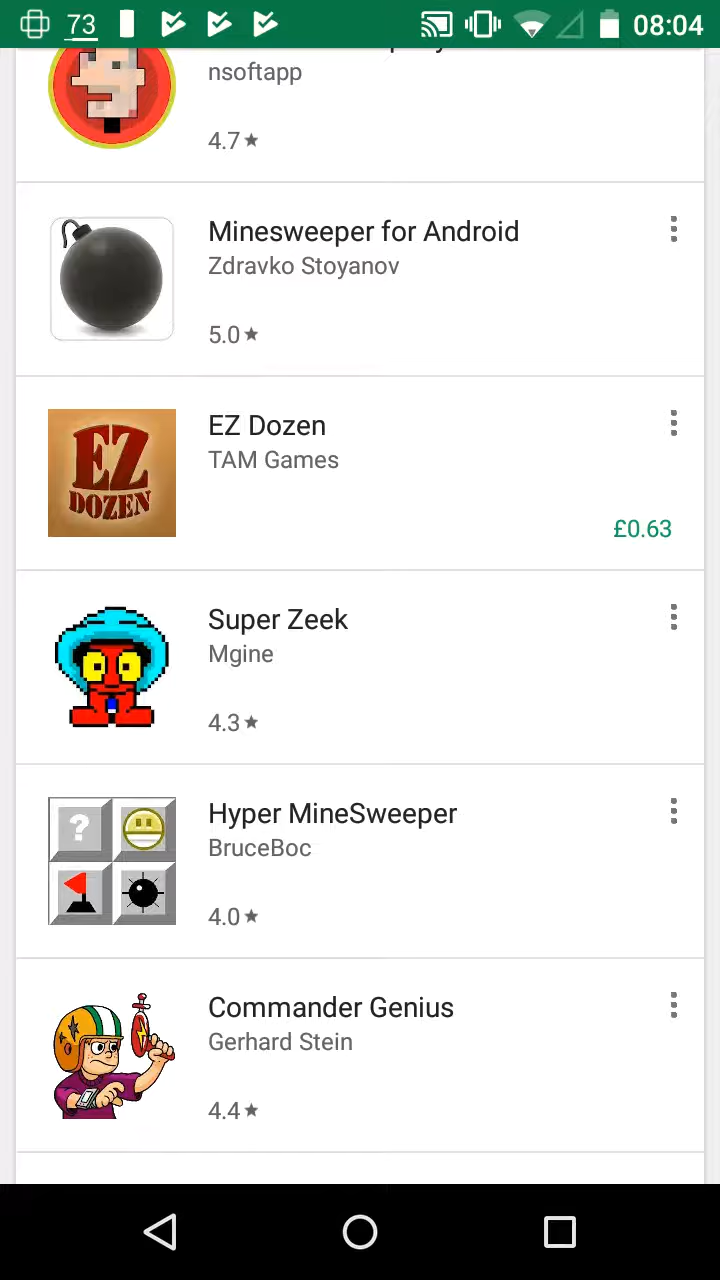 73 08:04
nsoftapp
4.7★
Minesweeper for Android
Zdravko Stoyanov
5.0★
EZ
DOZEN
EZ Dozen
TAM Games
£0.63
Super Zeek
Mgine
4.3★
?
Hyper MineSweeper
BruceBoc
4.0★
Commander Genius
Gerhard Stein
4.4★